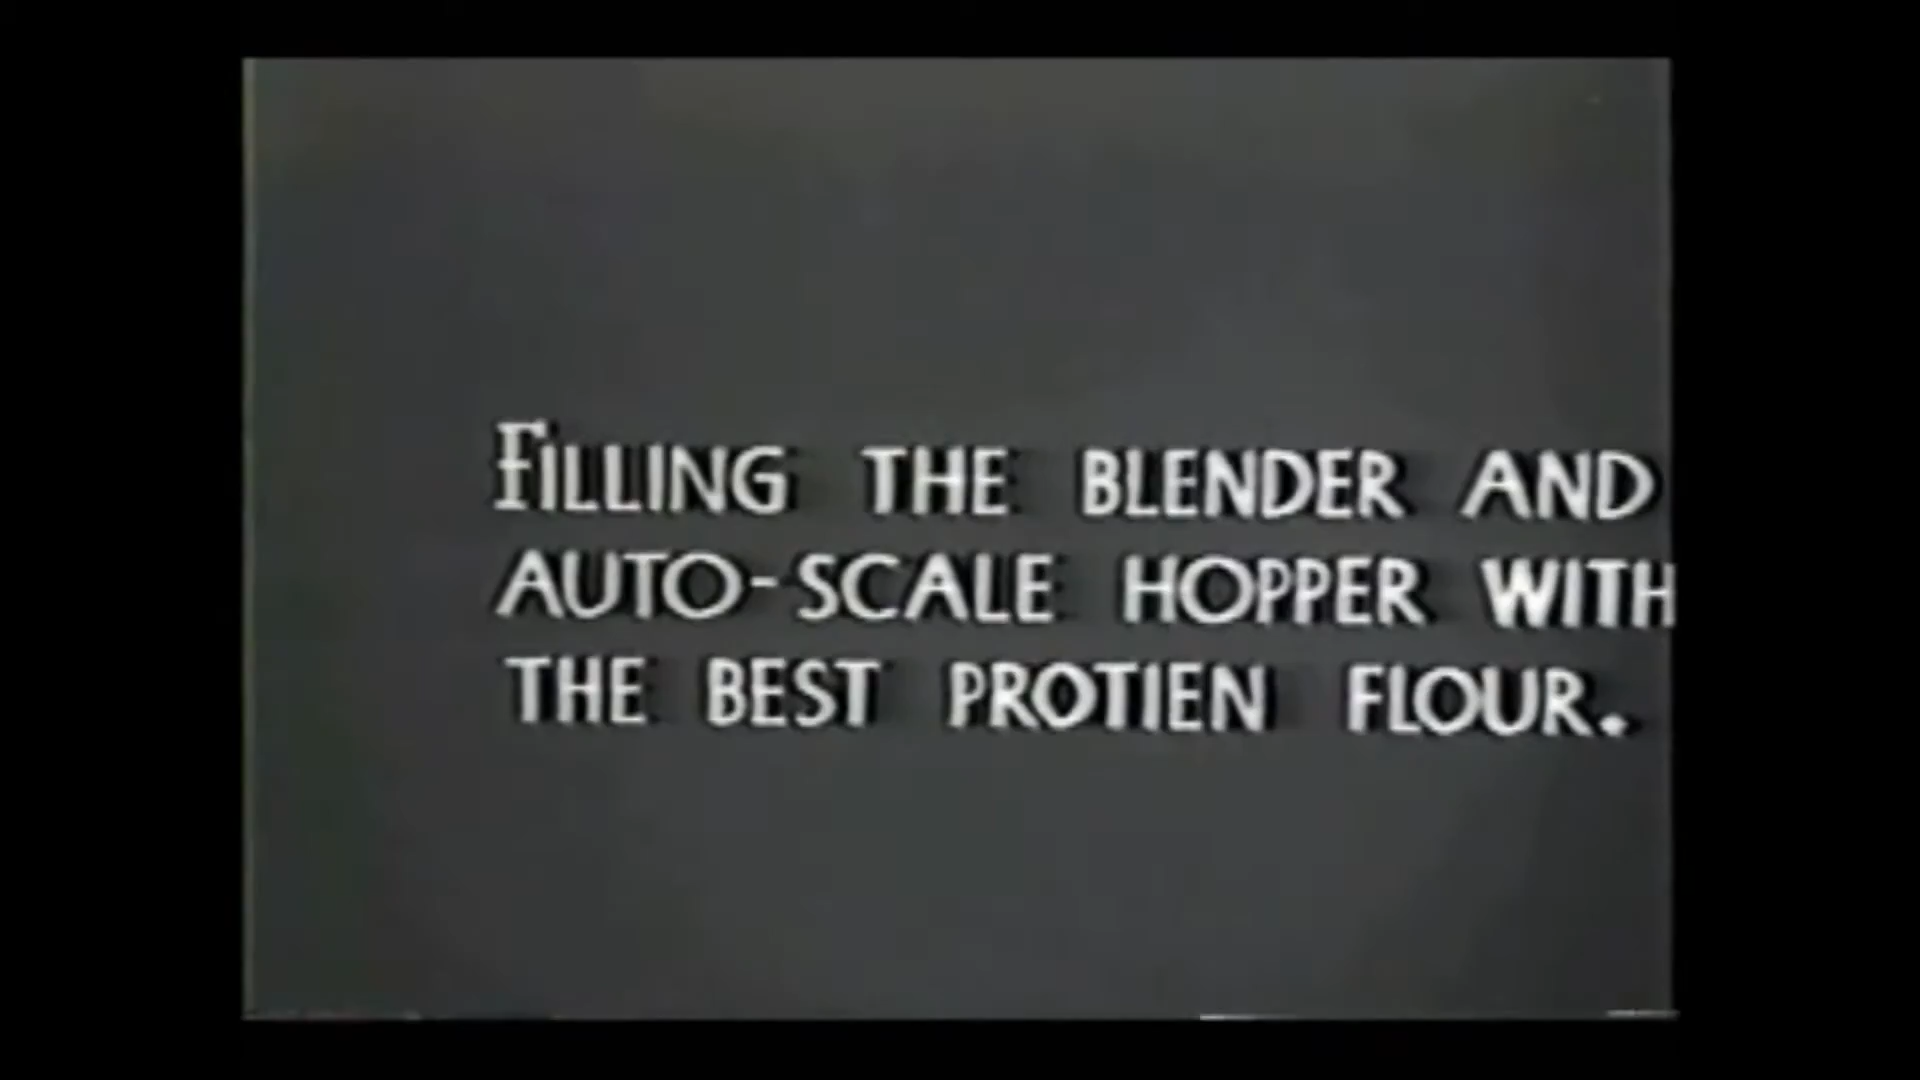 FILLING THE BLENDER AND
AUTO-SCALE HOPPER WITH
THE BEST PROTIEN FLOUR.